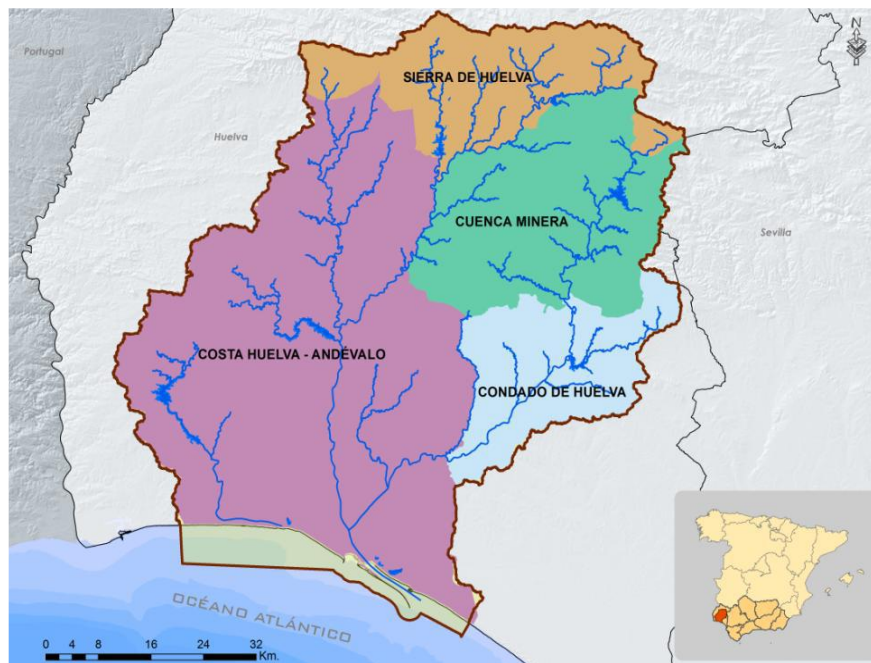 Portugal
N
SIERRA DE HUELVA
Huelva
CUENCA MINERA
Sevilla
COSTA HUELVA - ANDÉVALO
CONDADO DE HUELVA
OCÉANO ATLÁNTICO
0 4 8 16 24 32
Km.